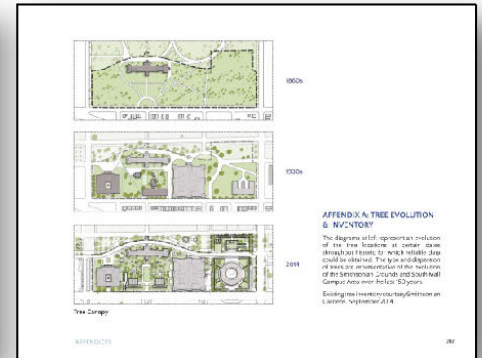 1860s
1930s
2014
Tree Canopy
APPENDIX A: TREE EVOLUTION
& INVENTORY
The diagrams at left represent an evolution
of the tree locations at certain dates
throughout historic for which reliable data
could be obtained. The type and dispersion
of trees are representative of the evolution
of the Smithsonian Grounds and South Mall
Campus Area over the last 150 years.
Existing tree inventory courtesy Smithsonian
Gardens, September 2014
APPENDICES